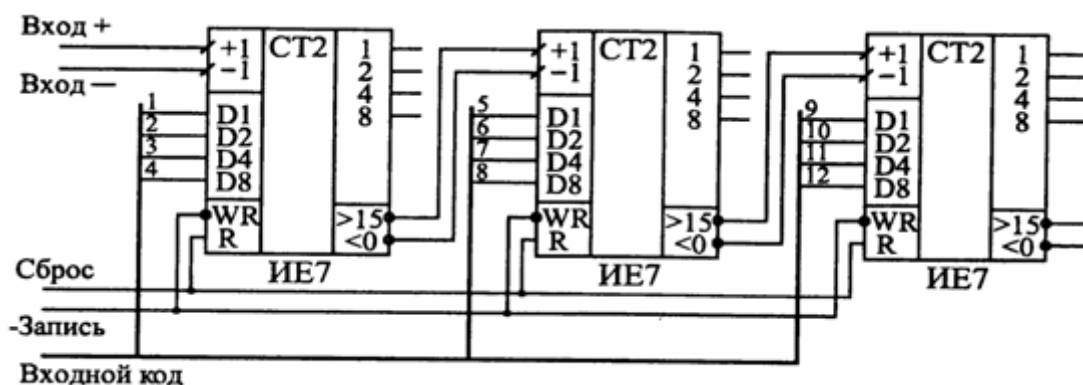 Вход +
Вход —
+1 CT2 1
-1 2
4
8
1 D1
2 D2
3 D4
4 D8
WR >15
R <0
ИЕ7
+1 CT2 1
-1 2
4
8
5 D1
6 D2
7 D4
8 D8
WR >15
R <0
ИЕ7
+1 CT2 1
-1 2
4
8
9 D1
10 D2
11 D4
12 D8
WR >15
R <0
ИЕ7
Сброс
-Запись
Входной код